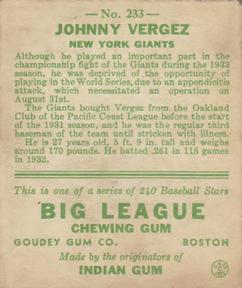 — No. 233 —
JOHNNY VERGEZ
NEW YORK GIANTS
Although he played an important part in the
championship fight of the Giants during the 1933
season, he was deprived of the opportunity of
playing in the World Series, due to an appendicitis
attack, which necessitated an operation on
August 31st.
The Giants bought Vergez from the Oakland
Club of the Pacific Coast League before the start
of the 1931 season, and he was the regular third
baseman of the team until stricken with illness.
He is 27 years old, 5 ft. 9 in. tall and weighs
around 170 pounds. He batted .261 in 118 games
in 1932.
This is one of a series of 240 Baseball Stars
BIG LEAGUE
CHEWING GUM
GOUDEY GUM CO. BOSTON
Made by the originators of
INDIAN GUM